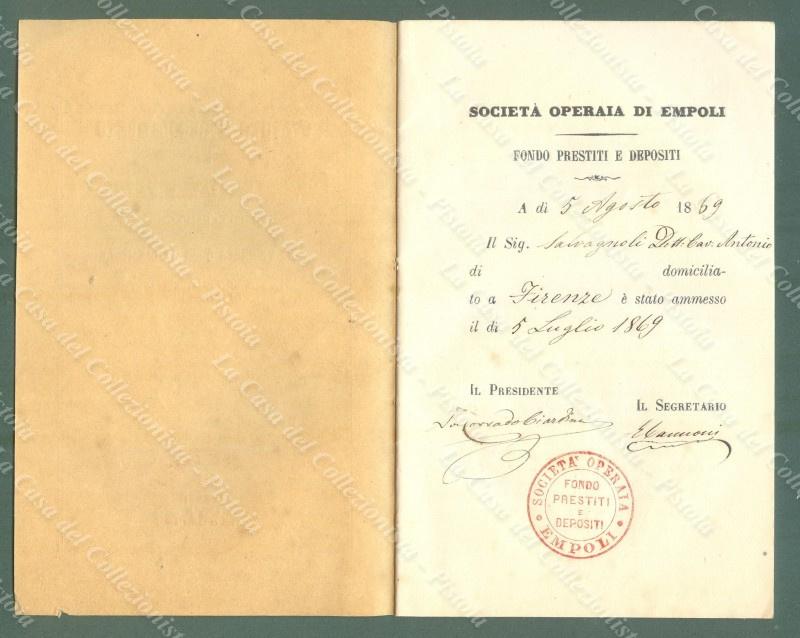 SOCIETÀ OPERAIA DI EMPOLI
FONDO PRESTITI E DEPOSITI
A dì 5 Agosto 1869
Il Sig. Salvagnoli Dott. Cav. Antonio
di domicilia-
to a Firenze è stato ammesso
il dì 5 Luglio 1869
IL PRESIDENTE
IL SEGRETARIO
SOCIETA' OPERAIA
FONDO
PRESTITI
E
DEPOSITI
EMPOLI
La Casa del Collezionista - Pistoia